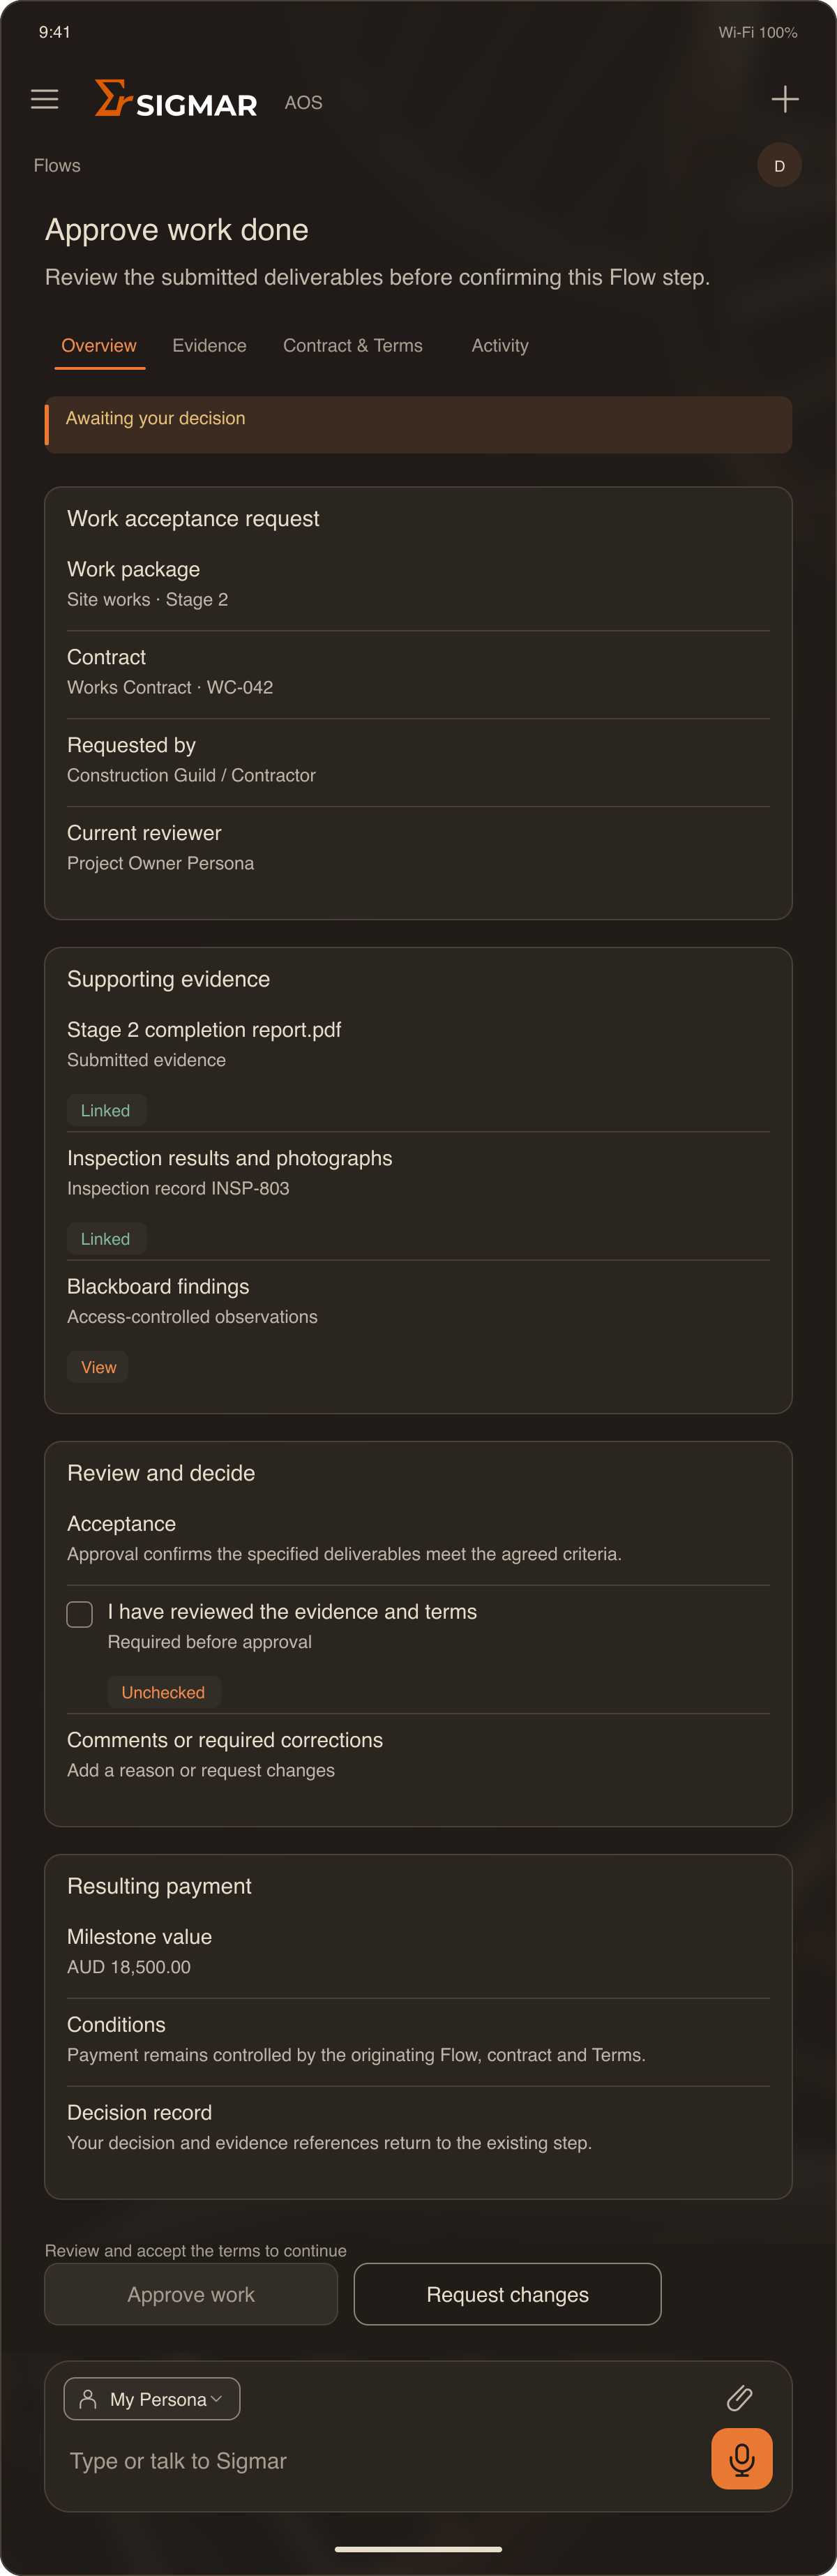 9:41
Wi-Fi 100%
SIGMAR AOS
Flows
D
Approve work done
Review the submitted deliverables before confirming this Flow step.
Overview Evidence Contract & Terms Activity
Awaiting your decision
Work acceptance request
Work package
Site works · Stage 2
Contract
Works Contract · WC-042
Requested by
Construction Guild / Contractor
Current reviewer
Project Owner Persona
Supporting evidence
Stage 2 completion report.pdf
Submitted evidence
Linked
Inspection results and photographs
Inspection record INSP-803
Linked
Blackboard findings
Access-controlled observations
View
Review and decide
Acceptance
Approval confirms the specified deliverables meet the agreed criteria.
I have reviewed the evidence and terms
Required before approval
Unchecked
Comments or required corrections
Add a reason or request changes
Resulting payment
Milestone value
AUD 18,500.00
Conditions
Payment remains controlled by the originating Flow, contract and Terms.
Decision record
Your decision and evidence references return to the existing step.
Review and accept the terms to continue
Approve work
Request changes
My Persona
Type or talk to Sigmar